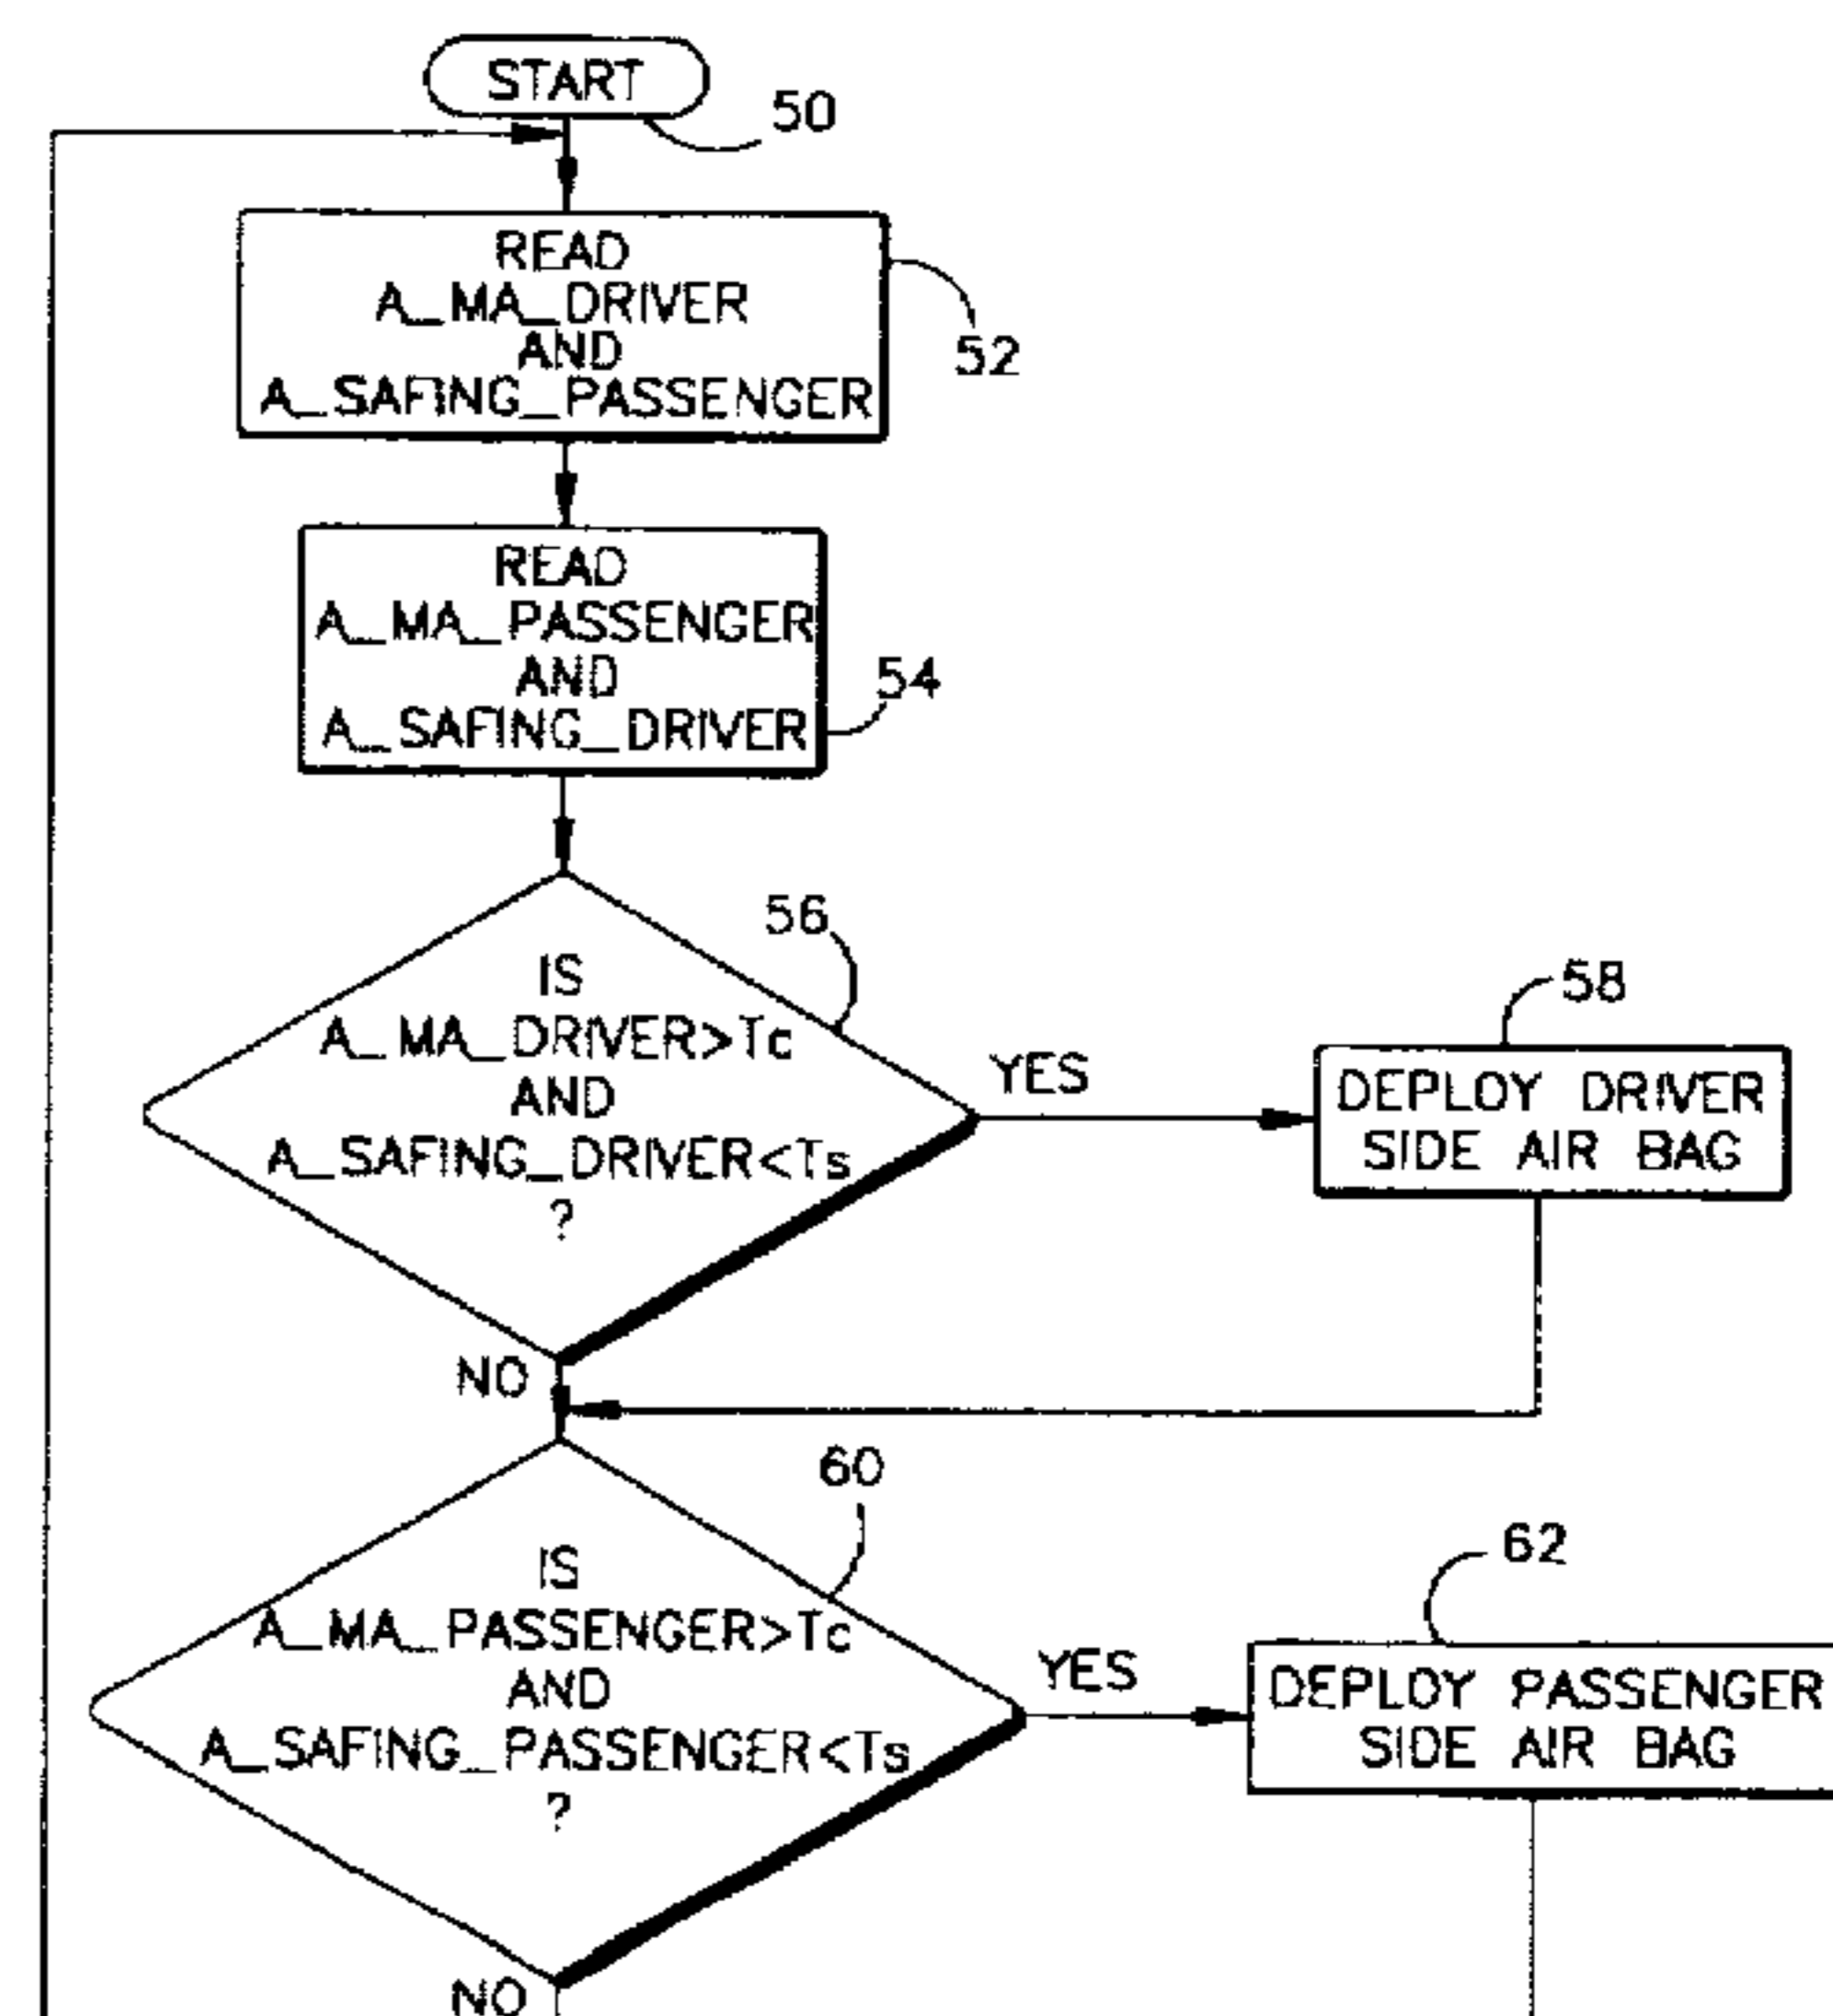 START
50
READ
A_MA_DRIVER
AND
A_SAFING_PASSENGER
52
READ
A_MA_PASSENGER
AND
A_SAFING_DRIVER
54
56
IS
A_MA_DRIVER>Tc
AND
A_SAFING_DRIVER<Ts
?
YES
58
DEPLOY DRIVER
SIDE AIR BAG
NO
60
IS
A_MA_PASSENGER>Tc
AND
A_SAFING_PASSENGER<Ts
?
YES
62
DEPLOY PASSENGER
SIDE AIR BAG
NO